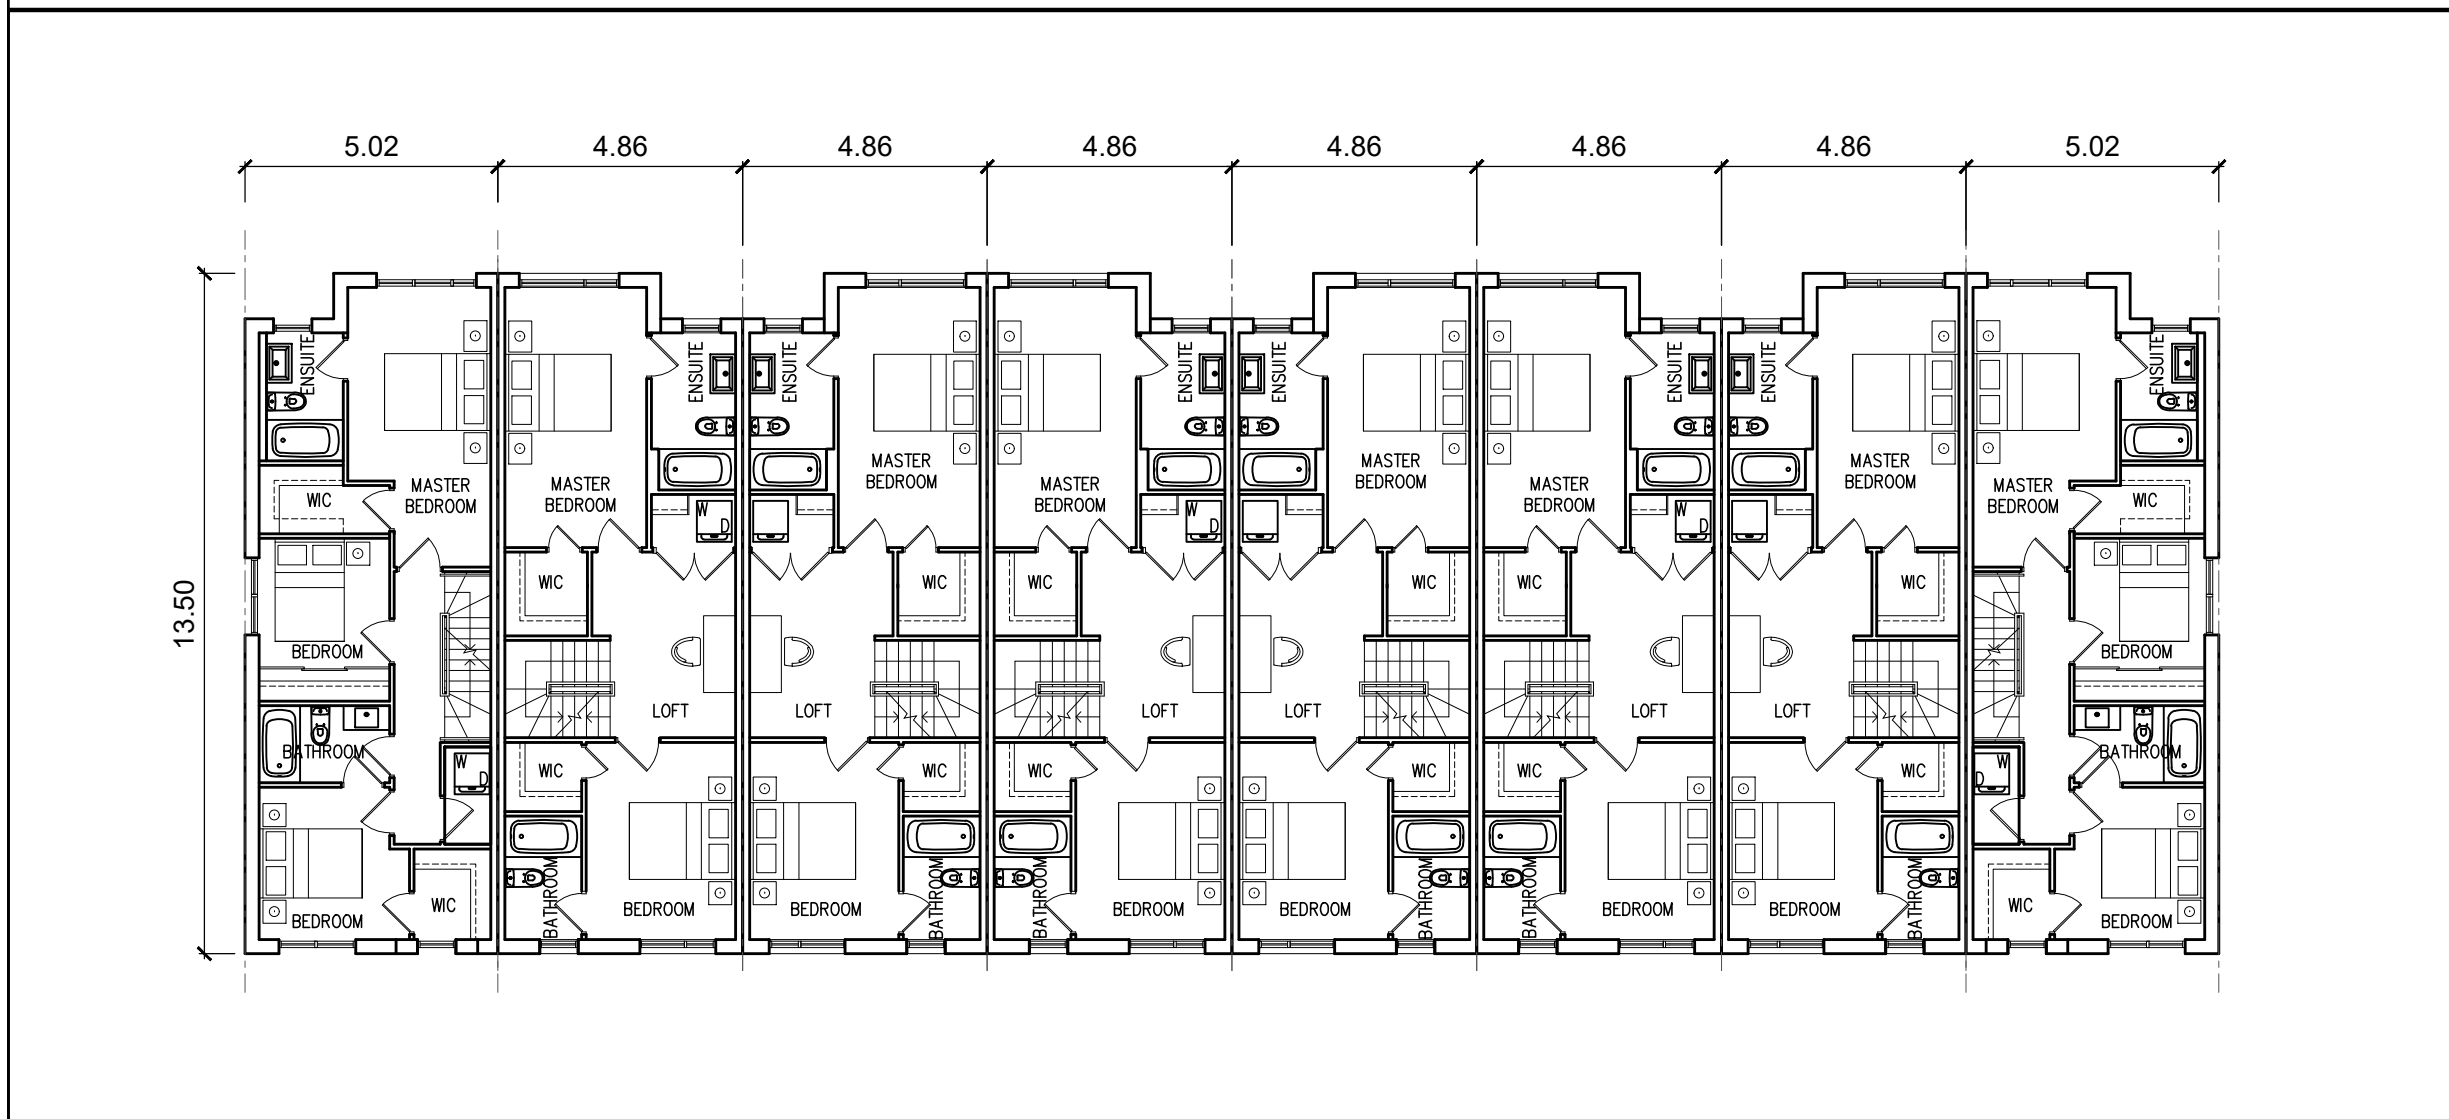 5.02 4.86 4.86 4.86 4.86 4.86 4.86 5.02
13.50
ENSUITE ENSUITE ENSUITE ENSUITE ENSUITE ENSUITE ENSUITE ENSUITE
MASTER MASTER MASTER
BEDROOM BEDROOM BEDROOM
MASTER MASTER MASTER MASTER MASTER
BEDROOM BEDROOM BEDROOM BEDROOM BEDROOM
WIC WIC
W W W
D D D
WIC WIC WIC WIC WIC WIC
BEDROOM BEDROOM
LOFT LOFT LOFT LOFT LOFT LOFT
BATHROOM BATHROOM
W W
D D
WIC WIC WIC WIC WIC WIC
BATHROOM BATHROOM BATHROOM BATHROOM BATHROOM BATHROOM
WIC WIC
BEDROOM BEDROOM BEDROOM BEDROOM BEDROOM BEDROOM
BEDROOM BEDROOM